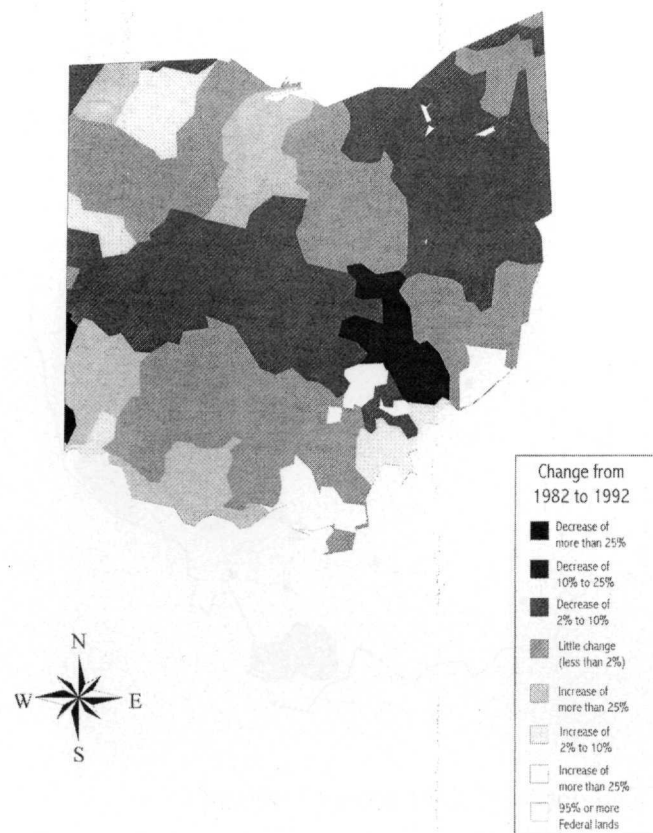 Change from
1982 to 1992
Decrease of
more than 25%
Decrease of
10% to 25%
Decrease of
2% to 10%
Little change
(less than 2%)
Increase of
more than 25%
Increase of
2% to 10%
Increase of
more than 25%
95% or more
Federal lands
N
W E
S